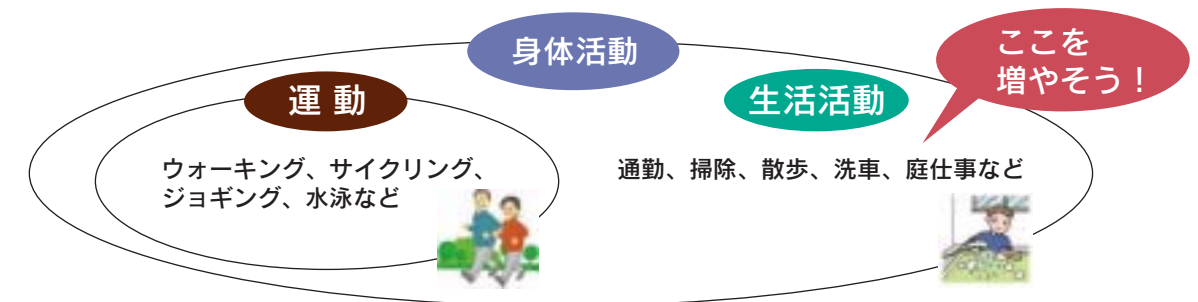 身体活動
ここを
増やそう！
運 動
生活活動
ウォーキング、サイクリング、
ジョギング、水泳など
通勤、掃除、散歩、洗車、庭仕事など